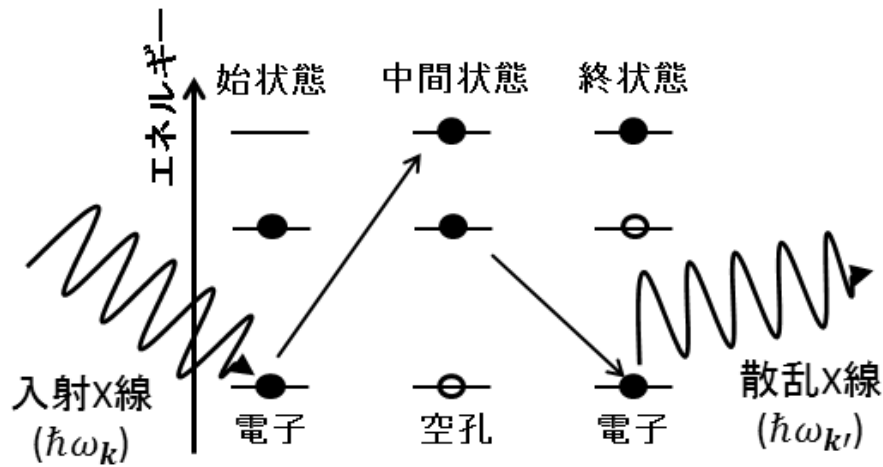 エネルギー
始状態
中間状態
終状態
入射X線
(ℏω𝒌)
電子
空孔
電子
散乱X線
(ℏω𝒌′)